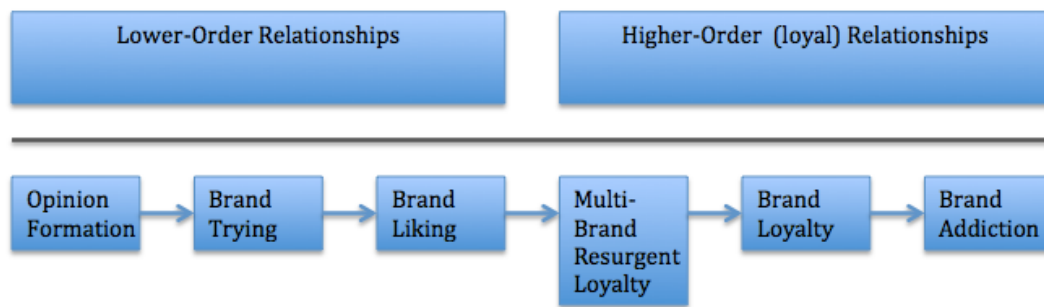 Lower-Order Relationships
Higher-Order (loyal) Relationships
Opinion
Formation
Brand
Trying
Brand
Liking
Multi-
Brand
Resurgent
Loyalty
Brand
Loyalty
Brand
Addiction